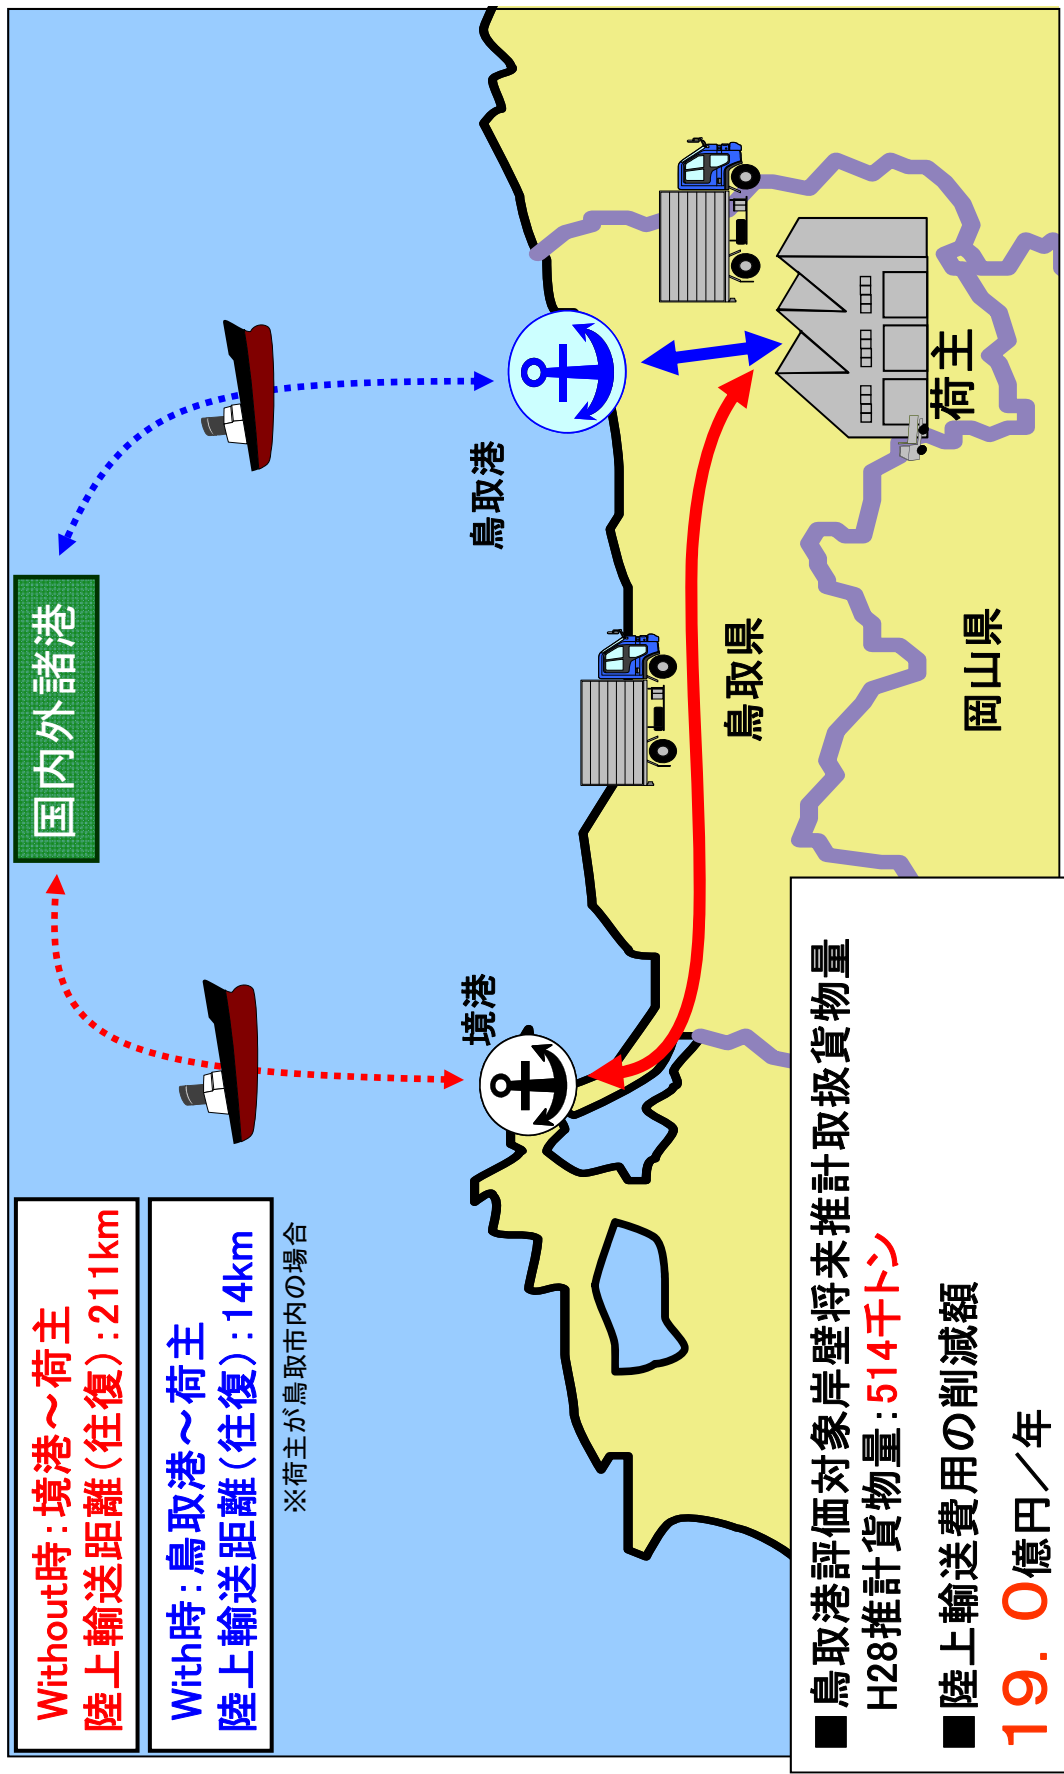 Without時：境港～荷主
陸上輸送距離（往復）：211km
With時：鳥取港～荷主
陸上輸送距離（往復）：14km
※荷主が鳥取市内の場合
国内外諸港
境港
鳥取港
鳥取県
荷主
岡山県
■鳥取港評価対象岸壁将来推計取扱貨物量
H28推計貨物量：514千トン
■陸上輸送費用の削減額
１９．０億円／年